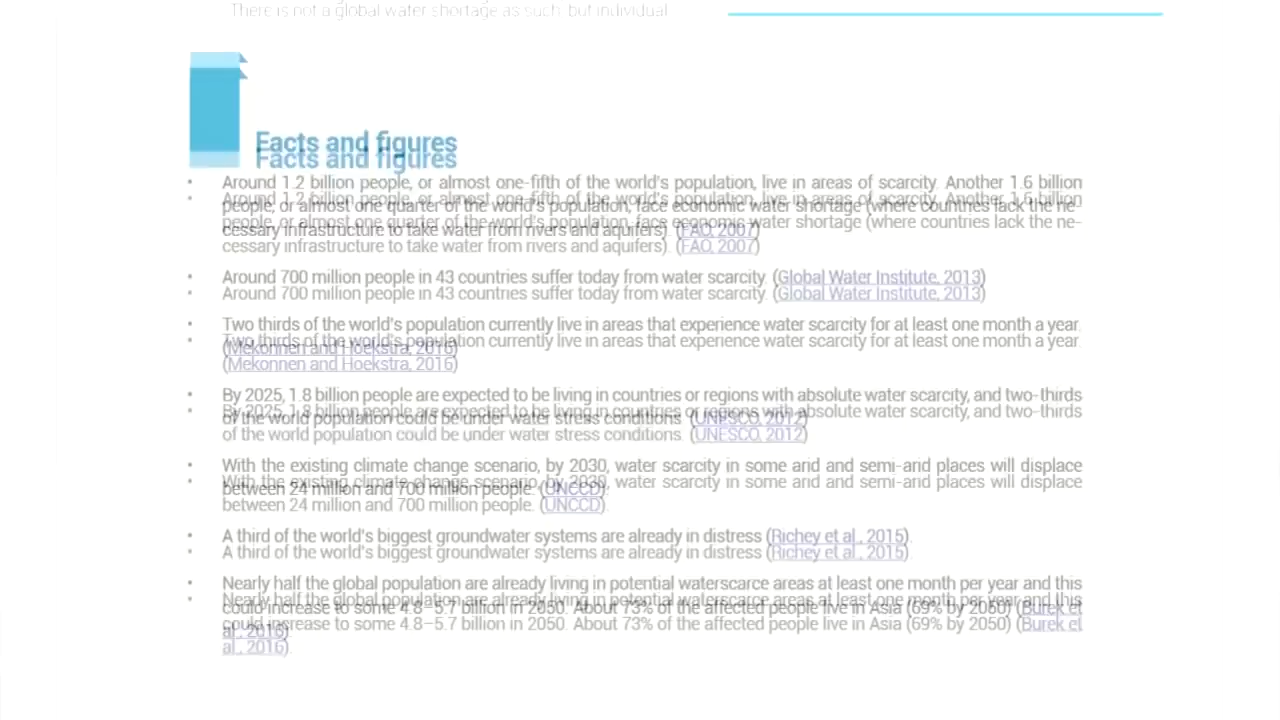 There is not a global water shortage as such, but individual
Facts and figures
• Around 1.2 billion people, or almost one-fifth of the world's population, live in areas of scarcity. Another 1.6 billion
people, or almost one quarter of the world's population, face economic water shortage (where countries lack the ne-
cessary infrastructure to take water from rivers and aquifers). (FAO, 2007)
• Around 700 million people in 43 countries suffer today from water scarcity. (Global Water Institute, 2013)
• Two thirds of the world's population currently live in areas that experience water scarcity for at least one month a year.
(Mekonnen and Hoekstra, 2016)
• By 2025, 1.8 billion people are expected to be living in countries or regions with absolute water scarcity, and two-thirds
of the world population could be under water stress conditions. (UNESCO, 2012)
• With the existing climate change scenario, by 2030, water scarcity in some arid and semi-arid places will displace
between 24 million and 700 million people. (UNCCD).
• A third of the world's biggest groundwater systems are already in distress (Richey et al., 2015).
• Nearly half the global population are already living in potential waterscarce areas at least one month per year and this
could increase to some 4.8–5.7 billion in 2050. About 73% of the affected people live in Asia (69% by 2050) (Burek et
al., 2016).